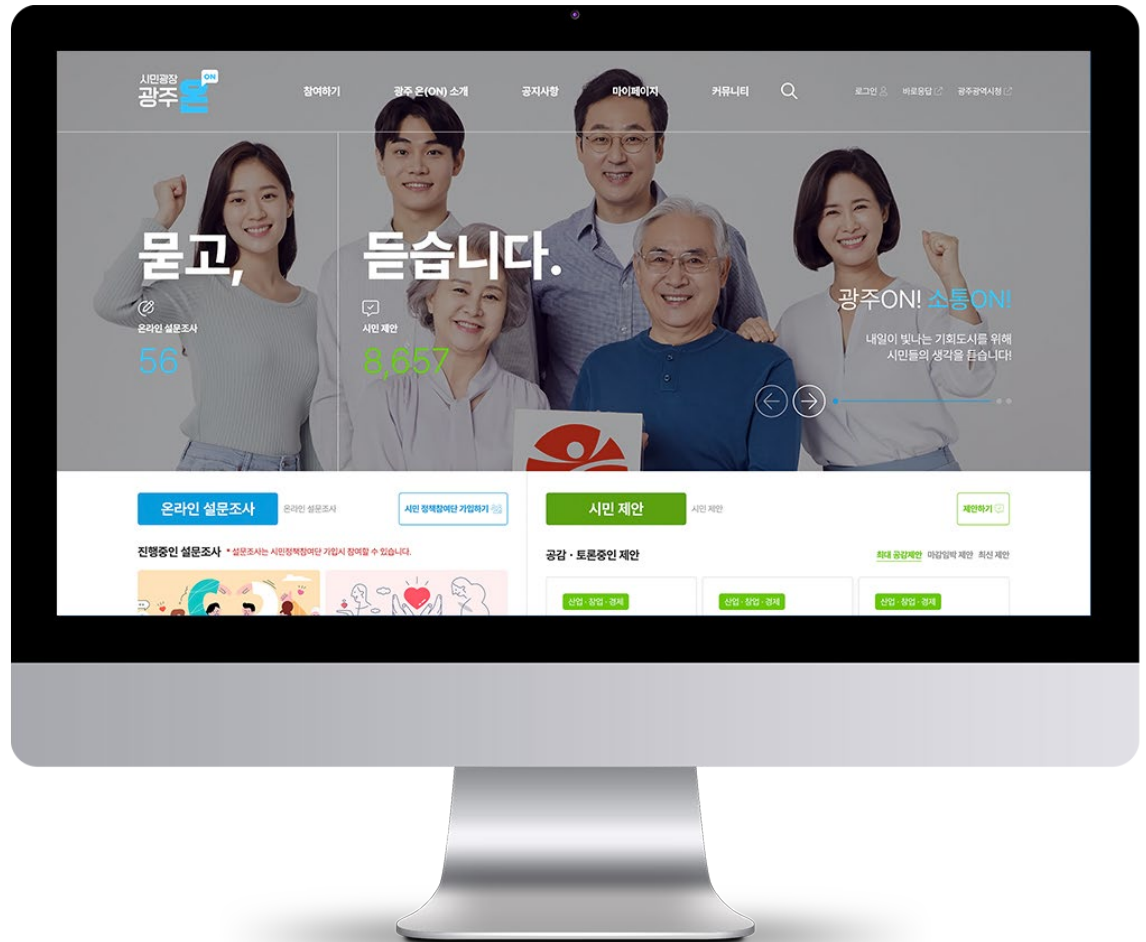 시민광장
광주 온 ON
참여하기 광주 온(ON) 소개 공지사항 마이페이지 커뮤니티 로그인 바로응답 광주광역시청
묻고, 듣습니다.
온라인 설문조사
56
시민 제안
8,657
광주ON! 소통ON!
내일이 빛나는 기회도시를 위해
시민들의 생각을 듣습니다!
온라인 설문조사 온라인 설문조사 시민 정책참여단 가입하기
진행중인 설문조사 * 설문조사는 시민정책참여단 가입시 참여할 수 있습니다.
시민 제안 시민 제안 제안하기
공감 · 토론중인 제안 최대 공감제안 마감임박 제안 최신 제안
산업 · 창업 · 경제 산업 · 창업 · 경제 산업 · 창업 · 경제